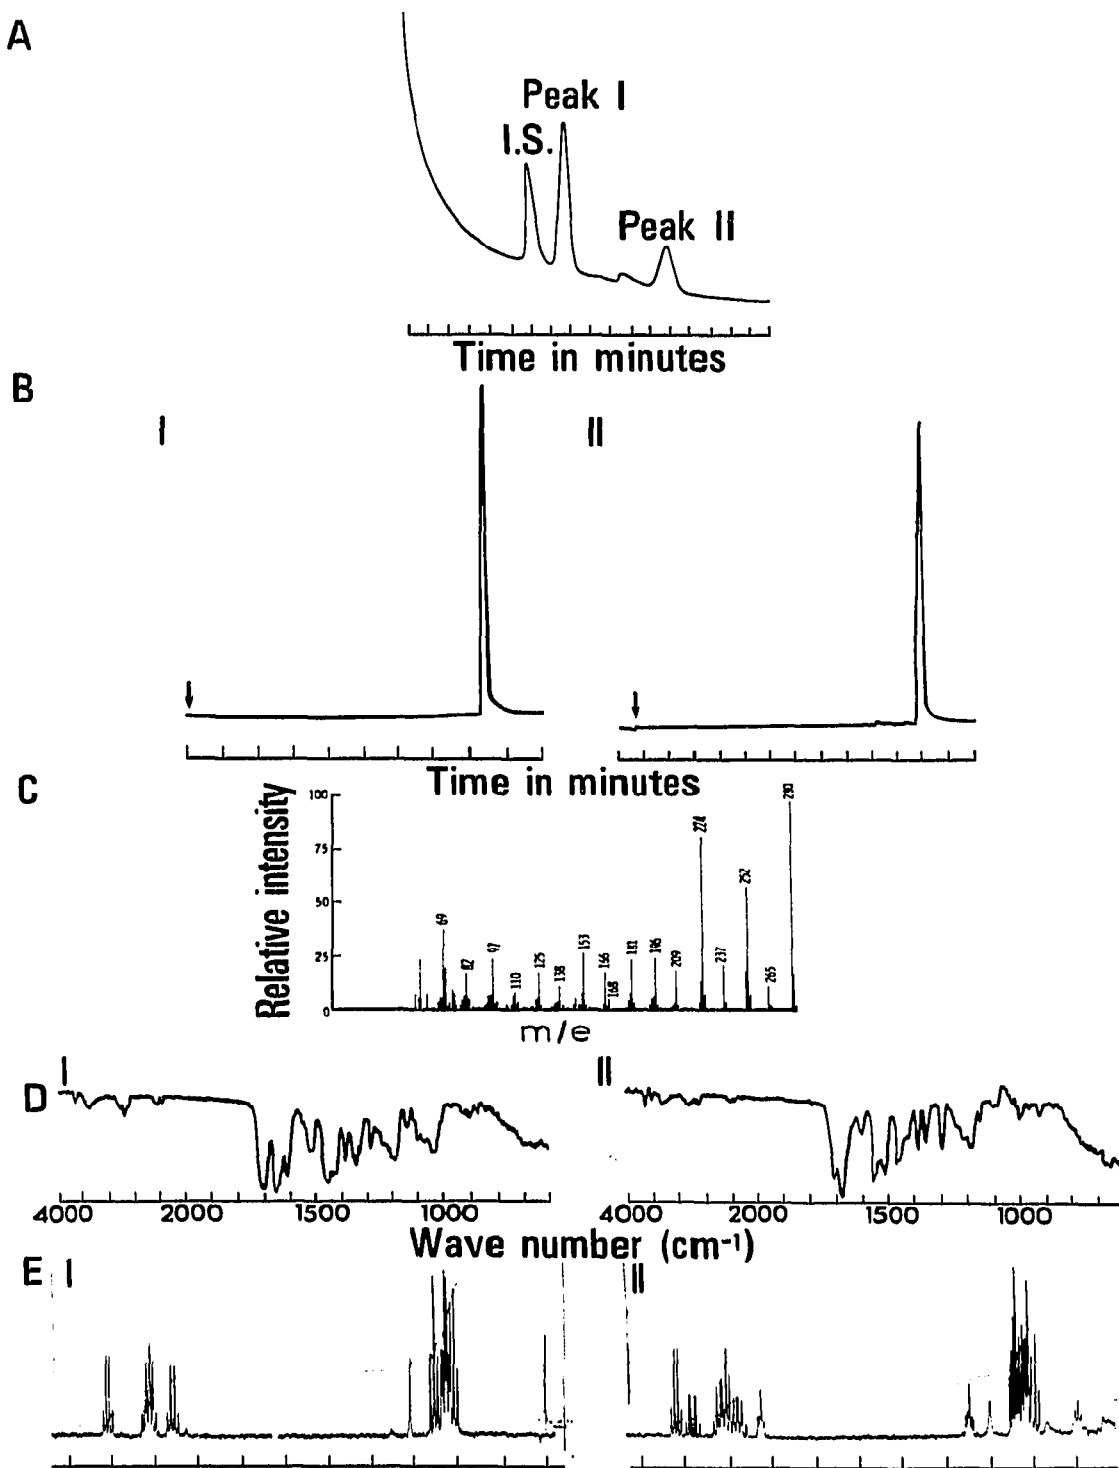 A
Peak I
I.S.
Peak II
Time in minutes
B
I
II
Time in minutes
C
Relative intensity
100
75
50
25
0
69
82
97
110
125
138
153
166
168
181
196
209
224
237
252
265
280
m/e
D
I
II
4000 2000 1500 1000
4000 2000 1500 1000
Wave number (cm-1)
E
I
II